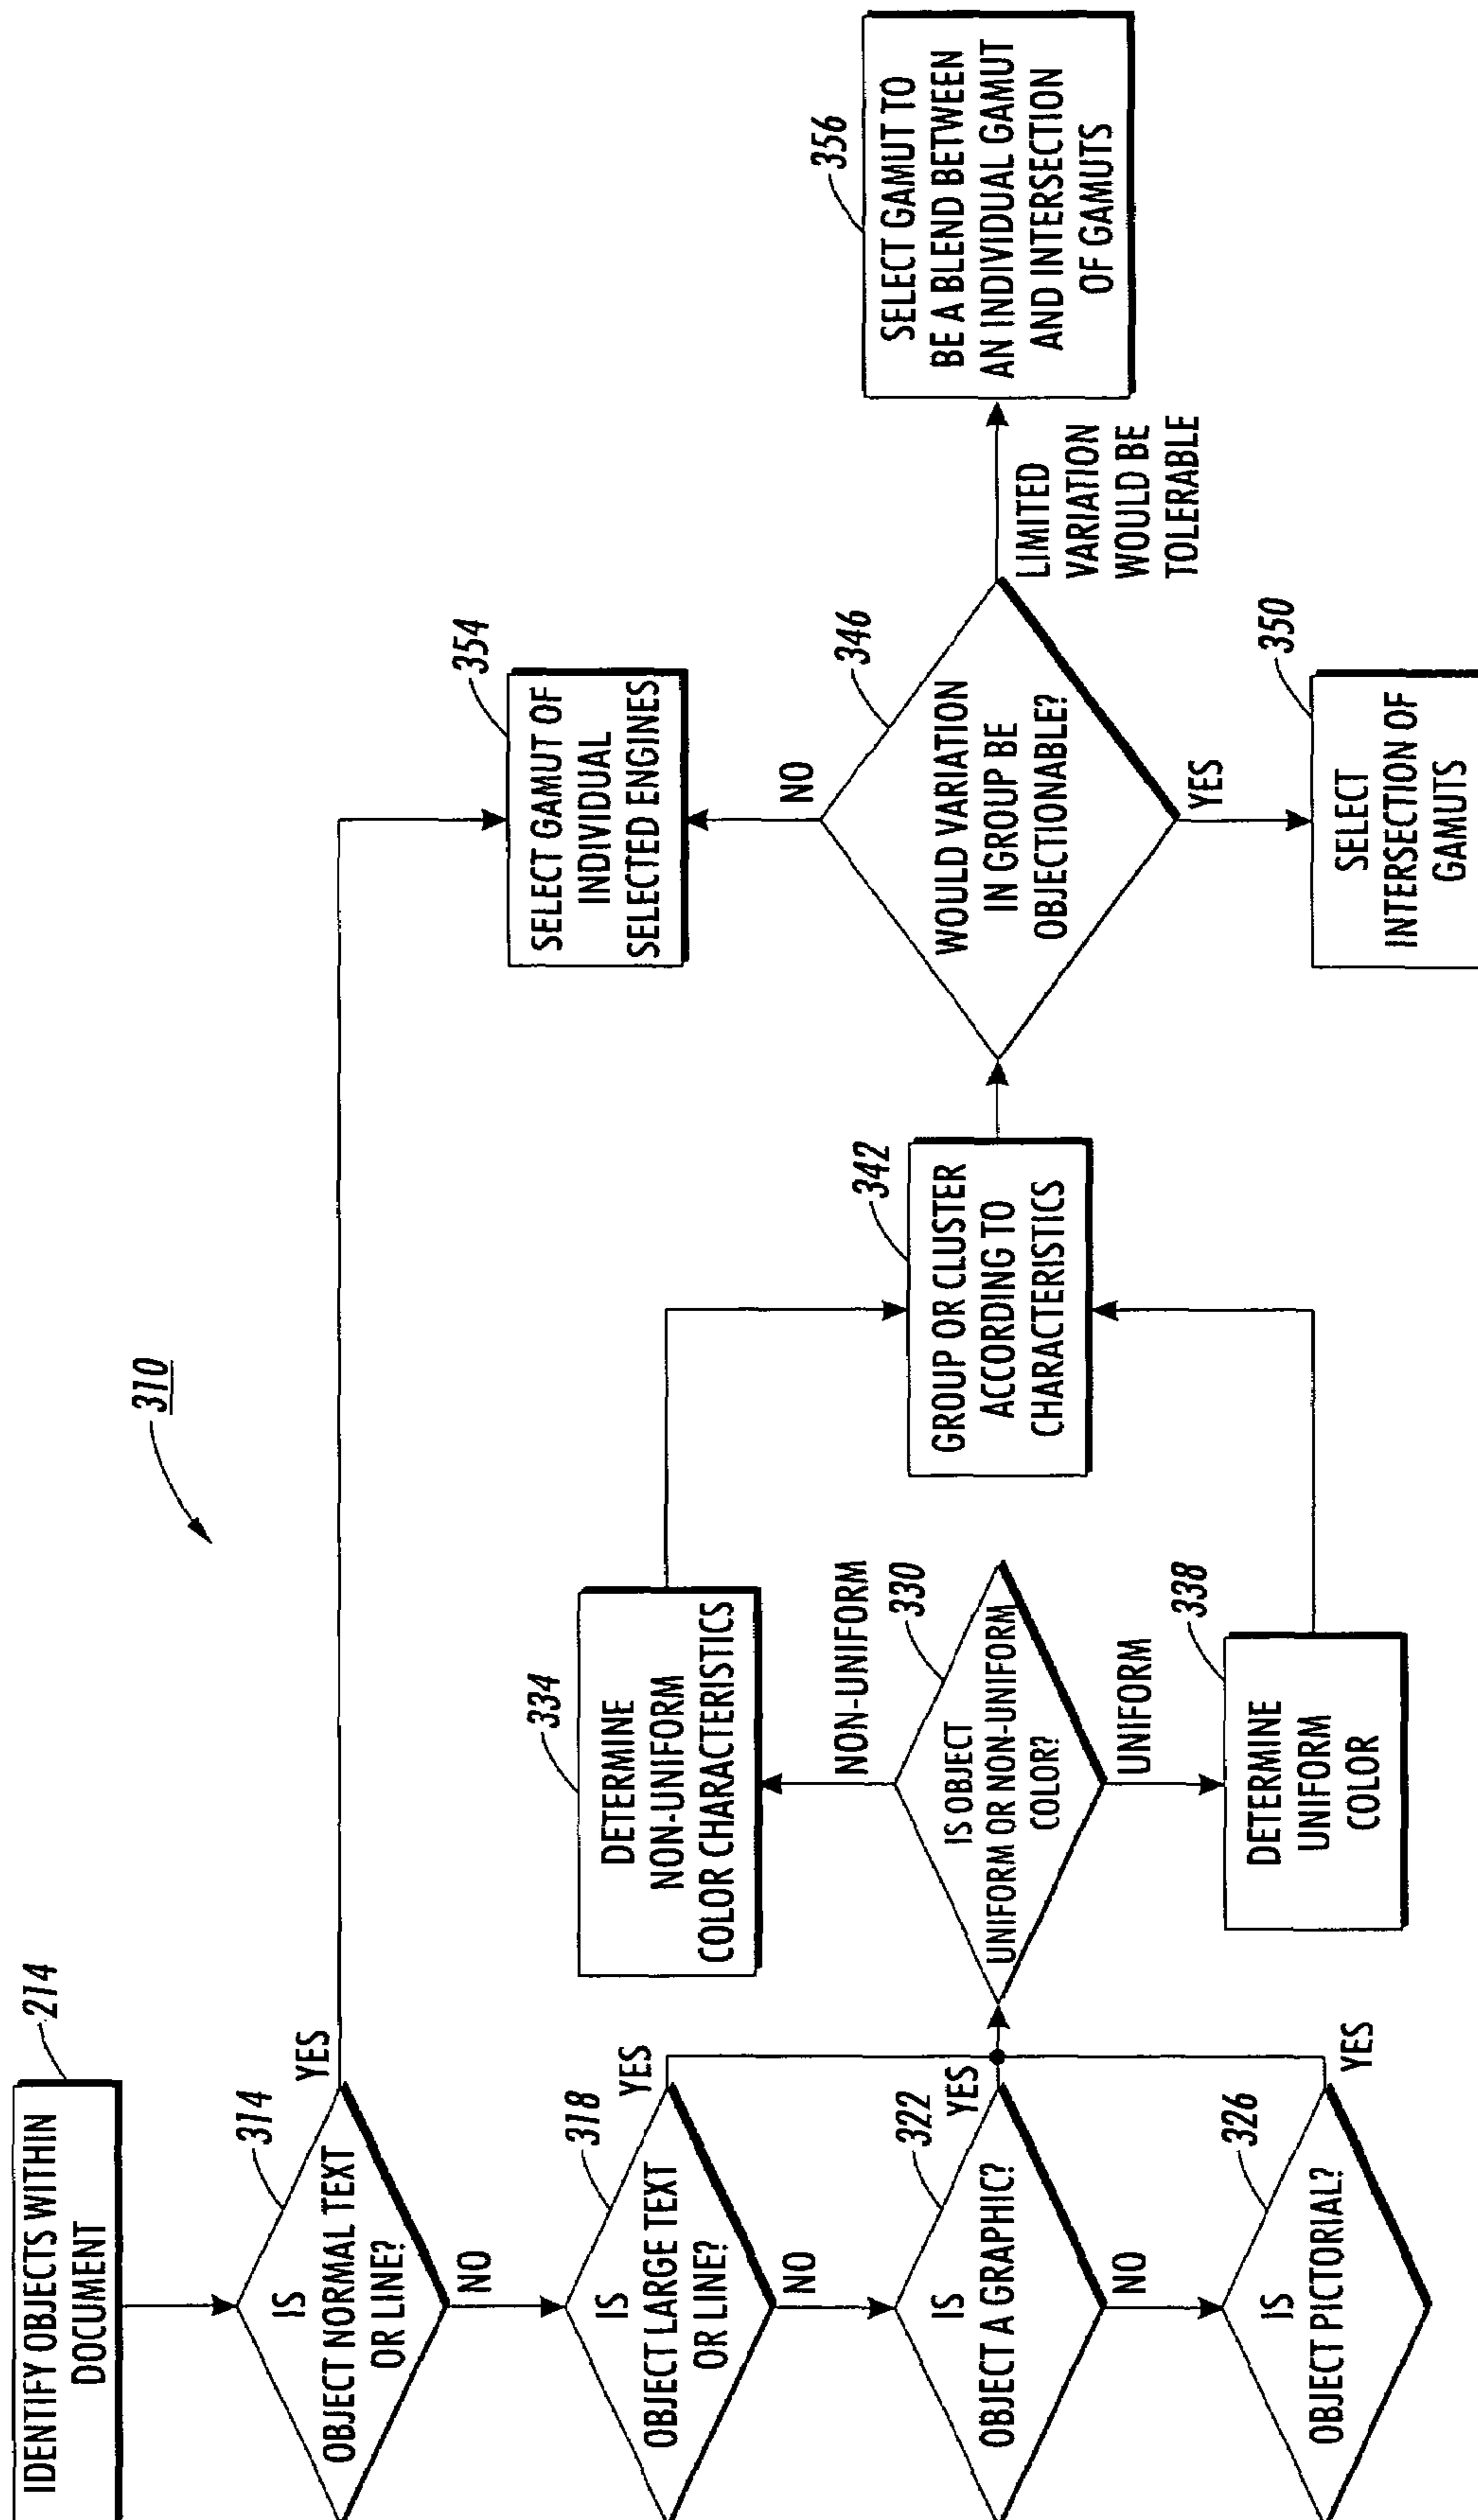 310
214
IDENTIFY OBJECTS WITHIN
DOCUMENT
314
IS
OBJECT NORMAL TEXT
OR LINE?
YES
NO
318
IS
OBJECT LARGE TEXT
OR LINE?
YES
NO
322
IS
OBJECT A GRAPHIC?
YES
NO
326
IS
OBJECT PICTORIAL?
YES
334
DETERMINE
NON-UNIFORM
COLOR CHARACTERISTICS
NON-UNIFORM
330
IS OBJECT
UNIFORM OR NON-UNIFORM
COLOR?
UNIFORM
338
DETERMINE
UNIFORM
COLOR
342
GROUP OR CLUSTER
ACCORDING TO
CHARACTERISTICS
354
SELECT GAMUT OF
INDIVIDUAL
SELECTED ENGINES
NO
346
WOULD VARIATION
IN GROUP BE
OBJECTIONABLE?
YES
350
SELECT
INTERSECTION OF
GAMUTS
LIMITED
VARIATION
WOULD BE
TOLERABLE
356
SELECT GAMUT TO
BE A BLEND BETWEEN
AN INDIVIDUAL GAMUT
AND INTERSECTION
OF GAMUTS